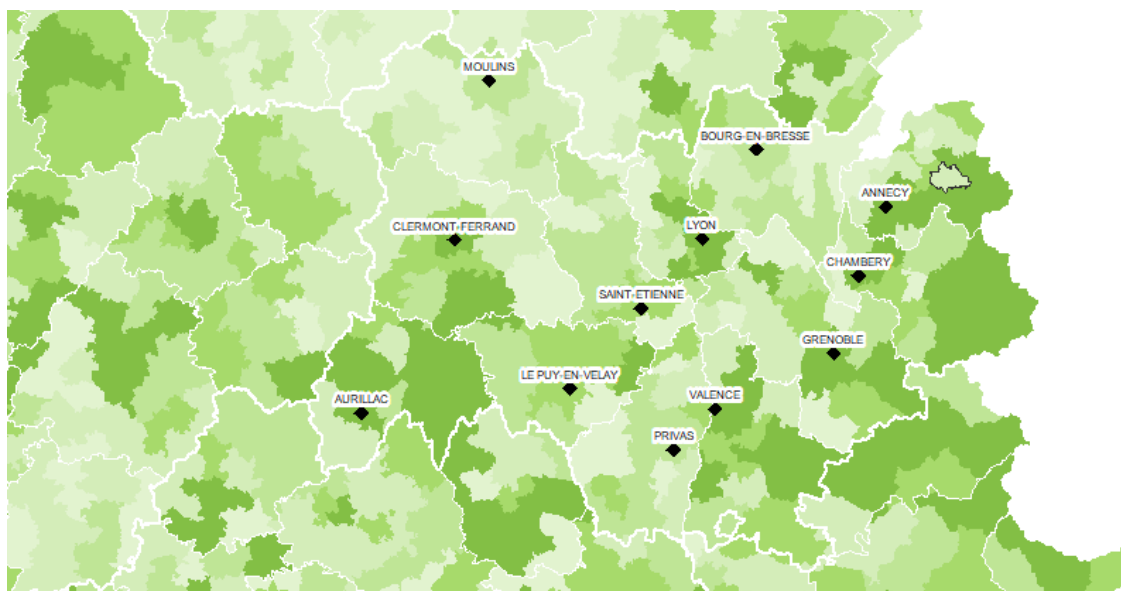 MOULINS
BOURG-EN-BRESSE
ANNECY
CLERMONT-FERRAND
LYON
CHAMBERY
SAINT-ETIENNE
GRENOBLE
LE PUY-EN-VELAY
AURILLAC
VALENCE
PRIVAS